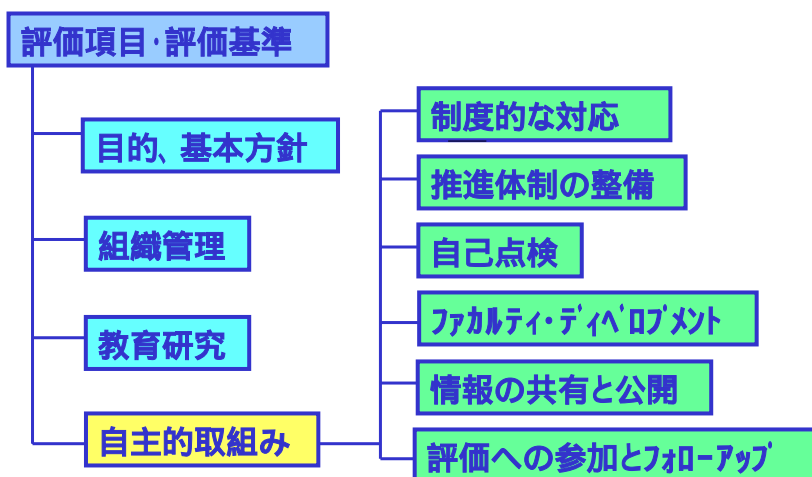 評価項目･評価基準
目的、基本方針
組織管理
教育研究
自主的取組み
制度的な対応
推進体制の整備
自己点検
ﾌｧｶﾙﾃｨ･ﾃﾞｨﾍﾞﾛﾌﾟﾒﾝﾄ
情報の共有と公開
評価への参加とﾌｫﾛｰｱｯﾌﾟ